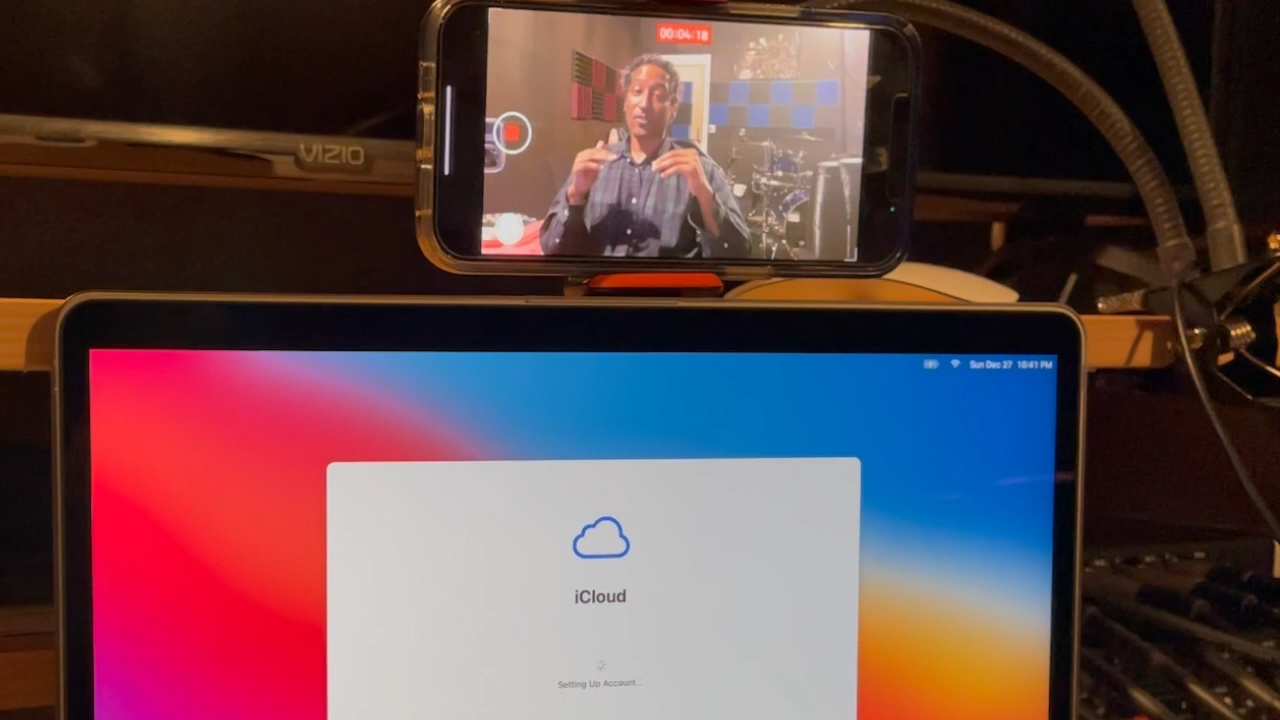 00:04:18
VIZIO
Sun Dec 27 10:41 PM
iCloud
Setting Up Account...